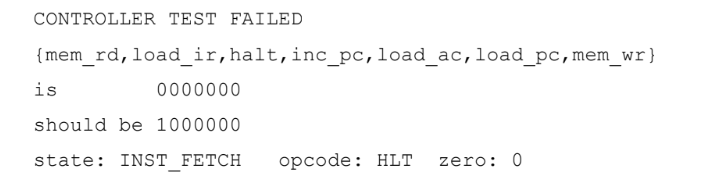 CONTROLLER TEST FAILED
{mem_rd,load_ir,halt,inc_pc,load_ac,load_pc,mem_wr}
is 0000000
should be 1000000
state: INST_FETCH opcode: HLT zero: 0